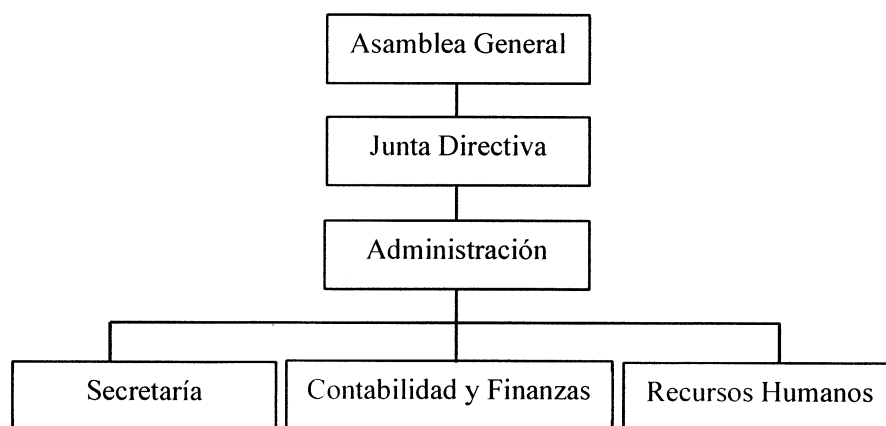 Asamblea General
Junta Directiva
Administración
Secretaría
Contabilidad y Finanzas
Recursos Humanos